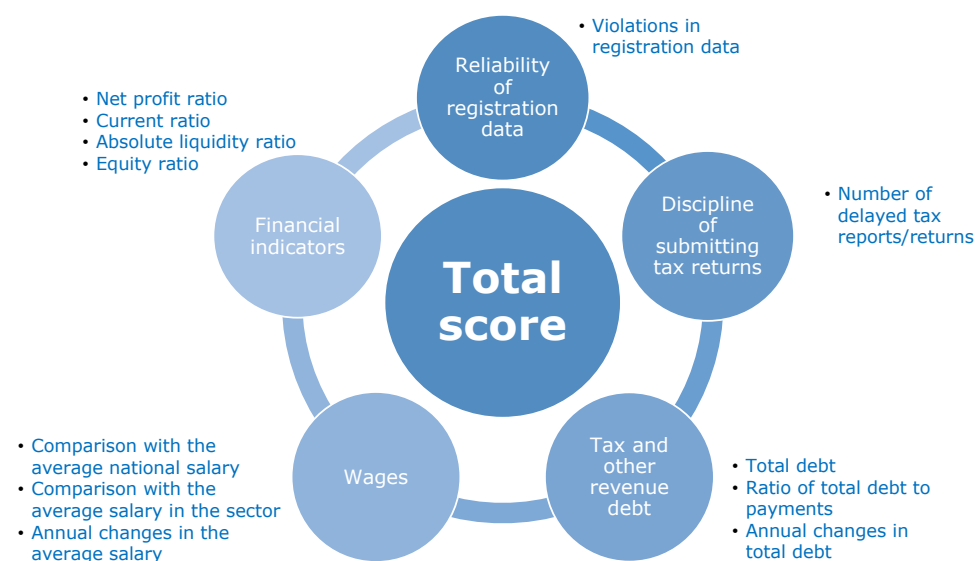 • Violations in
registration data
Reliability
of
registration
data
• Net profit ratio
• Current ratio
• Absolute liquidity ratio
• Equity ratio
Discipline
of
submitting
tax returns
• Number of
delayed tax
reports/returns
Financial
indicators
Total
score
Tax and
other
revenue
debt
• Total debt
• Ratio of total debt to
payments
• Annual changes in
total debt
Wages
• Comparison with the
average national salary
• Comparison with the
average salary in the sector
• Annual changes in the
average salary